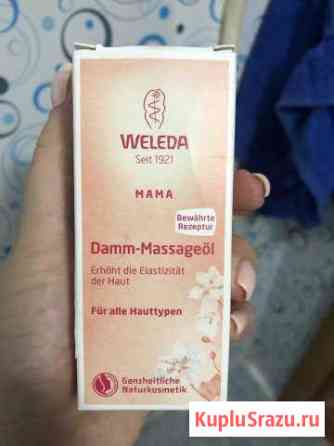 WELEDA
Seit 1921
MAMA
Bewährte
Rezeptur
Damm-Massageöl
Erhöht die Elastizität
der Haut
Für alle Hauttypen
Ganzheitliche
Naturkosmetik
KupluSrazu.ru